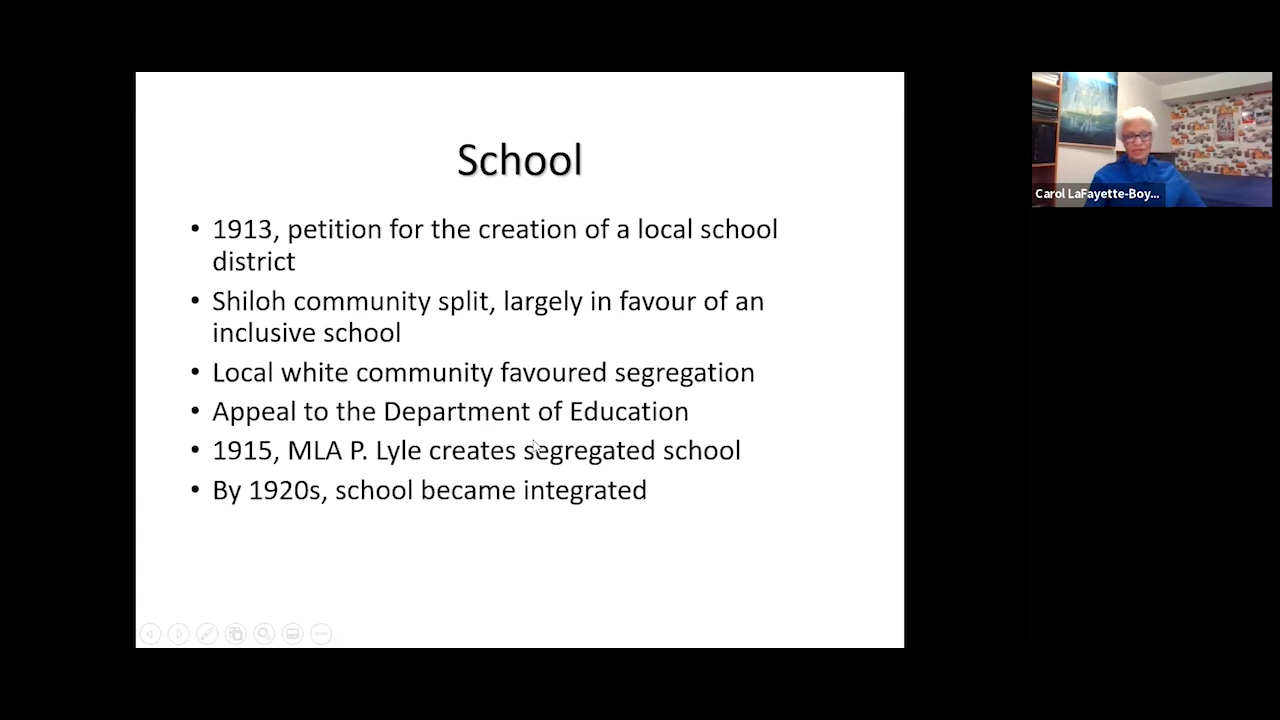 School
• 1913, petition for the creation of a local school
district
• Shiloh community split, largely in favour of an
inclusive school
• Local white community favoured segregation
• Appeal to the Department of Education
• 1915, MLA P. Lyle creates segregated school
• By 1920s, school became integrated
Carol LaFayette-Boy...